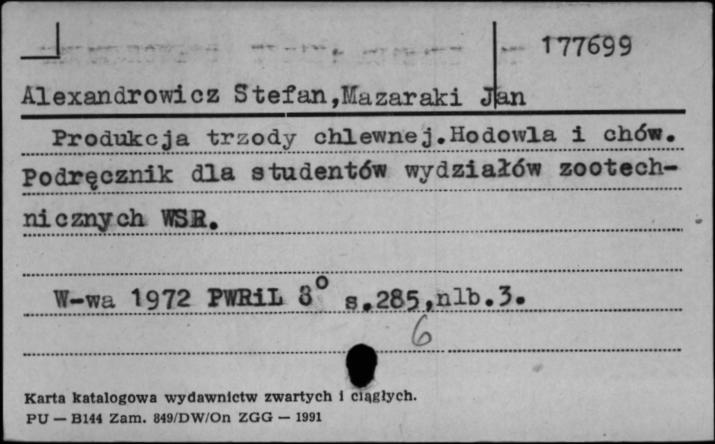 177699
Alexandrowicz Stefan,Mazaraki Jan
Produkcja trzody chlewnej.Hodowla i chów.
Podręcznik dla studentów wydziałów zootech-
nicznych WSR.
W-wa 1972 PWRiL 8° s.285,nlb.3.
6
Karta katalogowa wydawnictw zwartych i ciągłych.
PU — B144 Zam. 849/DW/On ZGG — 1991